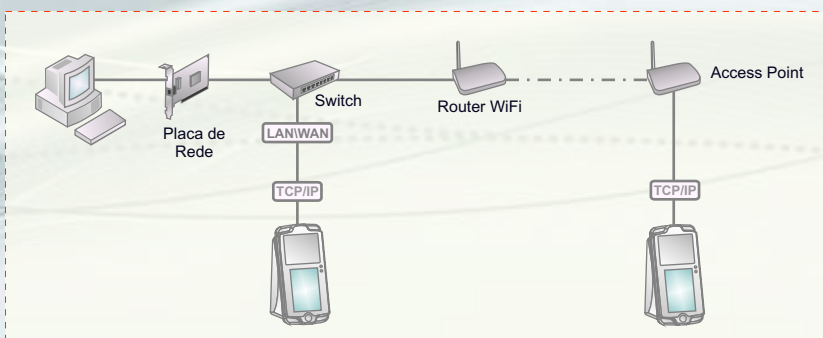 Access Point
Switch
Router WiFi
Placa de
Rede
LAN\WAN
TCP/IP
TCP/IP